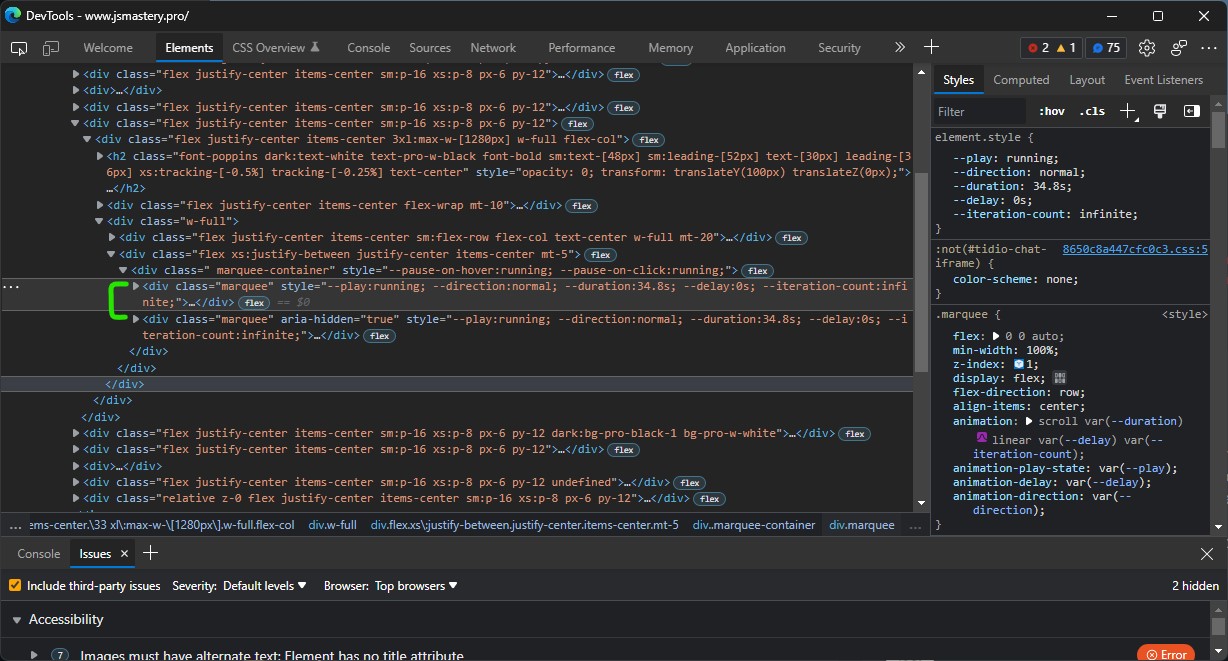 DevTools - www.jsmastery.pro/
Welcome Elements CSS Overview Console Sources Network Performance Memory Application Security 2 1 75
<div class="flex justify-center items-center sm:p-16 xs:p-8 px-6 py-12">…</div> flex
<div>…</div>
<div class="flex justify-center items-center sm:p-16 xs:p-8 px-6 py-12">…</div> flex
<div class="flex justify-center items-center sm:p-16 xs:p-8 px-6 py-12"> flex
<div class="flex justify-center items-center 3xl:max-w-[1280px] w-full flex-col"> flex
<h2 class="font-poppins dark:text-white text-pro-w-black font-bold sm:text-[48px] sm:leading-[52px] text-[30px] leading-[3
6px] xs:tracking-[-0.5%] tracking-[-0.25%] text-center" style="opacity: 0; transform: translateY(100px) translateZ(0px);">
…</h2>
<div class="flex justify-center items-center flex-wrap mt-10">…</div> flex
<div class="w-full">
<div class="flex justify-center items-center sm:flex-row flex-col text-center w-full mt-20">…</div> flex
<div class="flex xs:justify-between justify-center items-center mt-5"> flex
<div class=" marquee-container" style="--pause-on-hover:running; --pause-on-click:running;"> flex
… <div class="marquee" style="--play:running; --direction:normal; --duration:34.8s; --delay:0s; --iteration-count:infi
nite;">…</div> flex == $0
<div class="marquee" aria-hidden="true" style="--play:running; --direction:normal; --duration:34.8s; --delay:0s; --i
teration-count:infinite;">…</div> flex
</div>
</div>
</div>
</div>
</div>
<div class="flex justify-center items-center sm:p-16 xs:p-8 px-6 py-12 dark:bg-pro-black-1 bg-pro-w-white">…</div> flex
<div class="flex justify-center items-center sm:p-16 xs:p-8 px-6 py-12">…</div> flex
<div>…</div>
<div class="flex justify-center items-center sm:p-16 xs:p-8 px-6 py-12 undefined">…</div> flex
<div class="relative z-0 flex justify-center items-center sm:p-16 xs:p-8 px-6 py-12">…</div> flex
… ems-center.\33 xl\:max-w-\[1280px\].w-full.flex-col div.w-full div.flex.xs\:justify-between.justify-center.items-center.mt-5 div..marquee-container div.marquee …
Styles Computed Layout Event Listeners
Filter :hov .cls
element.style {
--play: running;
--direction: normal;
--duration: 34.8s;
--delay: 0s;
--iteration-count: infinite;
}
:not(#tidio-chat- 8650c8a447cfc0c3.css:5
iframe) {
color-scheme: none;
}
.marquee { <style>
flex: 0 0 auto;
min-width: 100%;
z-index: 1;
display: flex;
flex-direction: row;
align-items: center;
animation: scroll var(--duration)
linear var(--delay) var(--
iteration-count);
animation-play-state: var(--play);
animation-delay: var(--delay);
animation-direction: var(--
direction);
}
Console Issues
Include third-party issues Severity: Default levels Browser: Top browsers 2 hidden
Accessibility
7 Images must have alternate text: Element has no title attribute Error